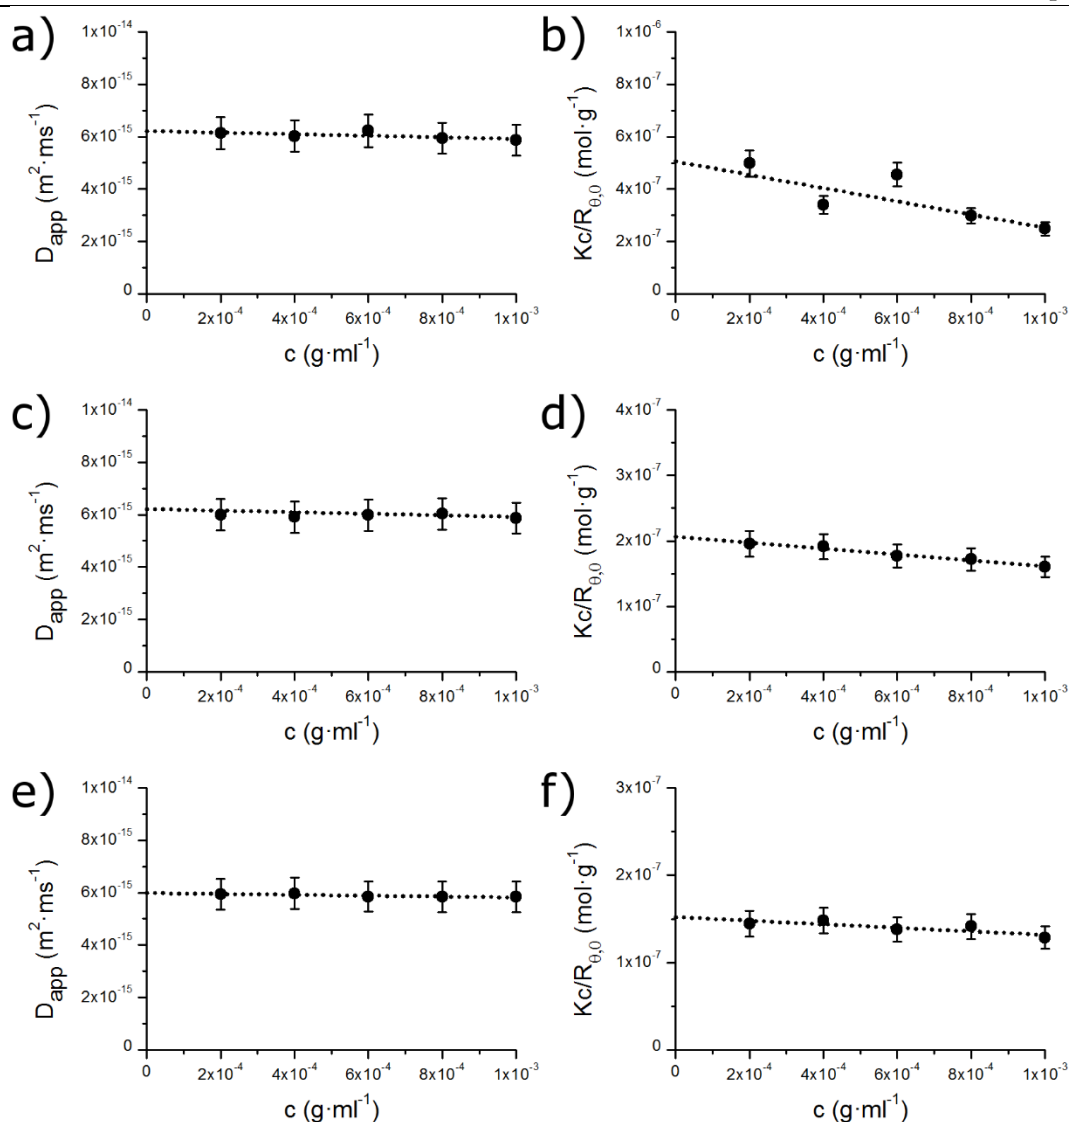 a)
1x10⁻¹⁴
8x10⁻¹⁵
6x10⁻¹⁵
4x10⁻¹⁵
2x10⁻¹⁵
0
D_app (m²·ms⁻¹)
0 2x10⁻⁴ 4x10⁻⁴ 6x10⁻⁴ 8x10⁻⁴ 1x10⁻³
c (g·ml⁻¹)
b)
1x10⁻⁶
8x10⁻⁷
6x10⁻⁷
4x10⁻⁷
2x10⁻⁷
0
Kc/R_θ,0 (mol·g⁻¹)
0 2x10⁻⁴ 4x10⁻⁴ 6x10⁻⁴ 8x10⁻⁴ 1x10⁻³
c (g·ml⁻¹)
c)
1x10⁻¹⁴
8x10⁻¹⁵
6x10⁻¹⁵
4x10⁻¹⁵
2x10⁻¹⁵
0
D_app (m²·ms⁻¹)
0 2x10⁻⁴ 4x10⁻⁴ 6x10⁻⁴ 8x10⁻⁴ 1x10⁻³
c (g·ml⁻¹)
d)
4x10⁻⁷
3x10⁻⁷
2x10⁻⁷
1x10⁻⁷
0
Kc/R_θ,0 (mol·g⁻¹)
0 2x10⁻⁴ 4x10⁻⁴ 6x10⁻⁴ 8x10⁻⁴ 1x10⁻³
c (g·ml⁻¹)
e)
1x10⁻¹⁴
8x10⁻¹⁵
6x10⁻¹⁵
4x10⁻¹⁵
2x10⁻¹⁵
0
D_app (m²·ms⁻¹)
0 2x10⁻⁴ 4x10⁻⁴ 6x10⁻⁴ 8x10⁻⁴ 1x10⁻³
c (g·ml⁻¹)
f)
3x10⁻⁷
2x10⁻⁷
1x10⁻⁷
0
Kc/R_θ,0 (mol·g⁻¹)
0 2x10⁻⁴ 4x10⁻⁴ 6x10⁻⁴ 8x10⁻⁴ 1x10⁻³
c (g·ml⁻¹)